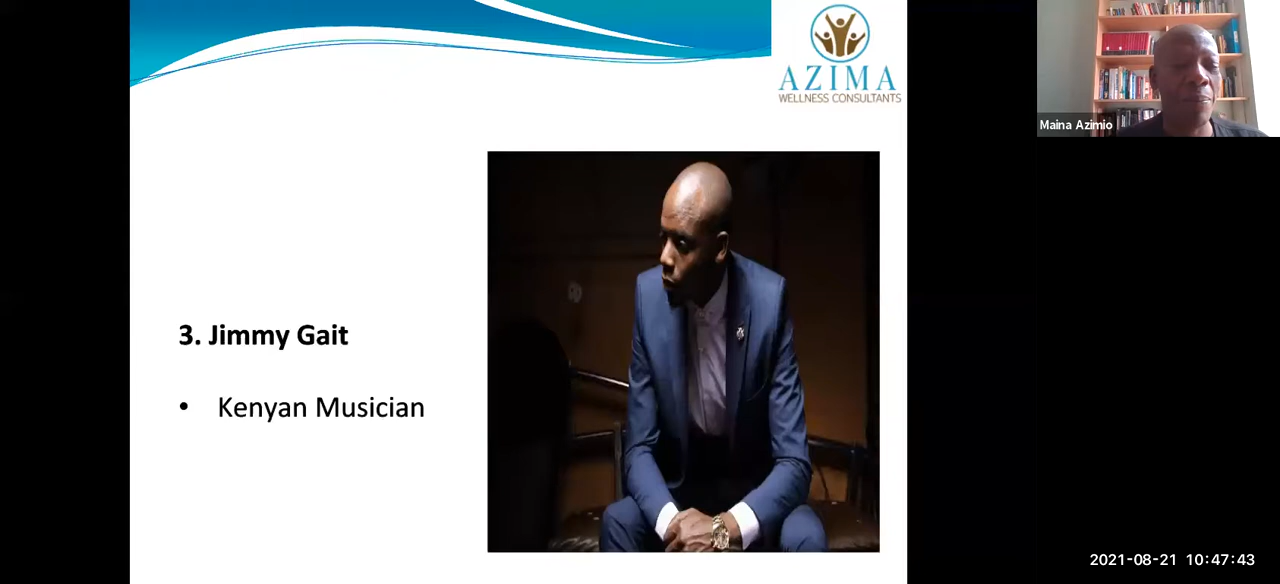 AZIMA
WELLNESS CONSULTANTS
Maina Azimio
3. Jimmy Gait
• Kenyan Musician
2021-08-21 10:47:43